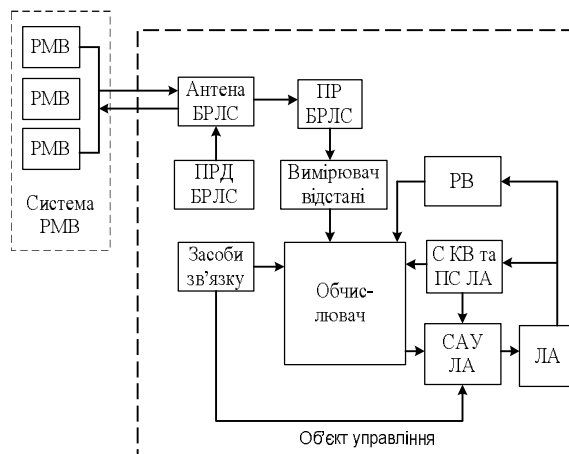 РМВ
РМВ
РМВ
Система
РМВ
Антена
БРЛС
ПР
БРЛС
ПРД
БРЛС
Вимірювач
відстані
РВ
Засоби
зв'язку
Обчис-
лювач
С КВ та
ПС ЛА
САУ
ЛА
ЛА
Об'єкт управління